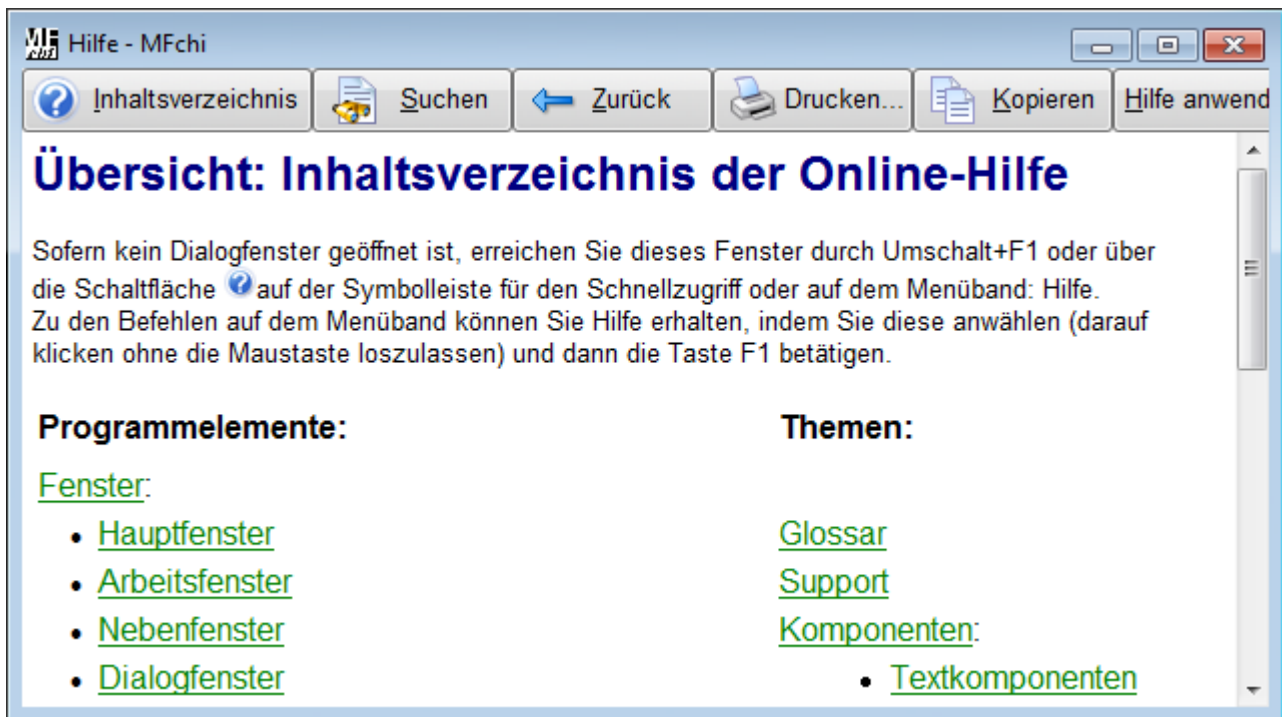 Hilfe - MFchi
Inhaltsverzeichnis Suchen Zurück Drucken... Kopieren Hilfe anwend
Übersicht: Inhaltsverzeichnis der Online-Hilfe
Sofern kein Dialogfenster geöffnet ist, erreichen Sie dieses Fenster durch Umschalt+F1 oder über
die Schaltfläche auf der Symbolleiste für den Schnellzugriff oder auf dem Menüband: Hilfe.
Zu den Befehlen auf dem Menüband können Sie Hilfe erhalten, indem Sie diese anwählen (darauf
klicken ohne die Maustaste loszulassen) und dann die Taste F1 betätigen.
Programmelemente: Themen:
Fenster:
• Hauptfenster Glossar
• Arbeitsfenster Support
• Nebenfenster Komponenten:
• Dialogfenster • Textkomponenten